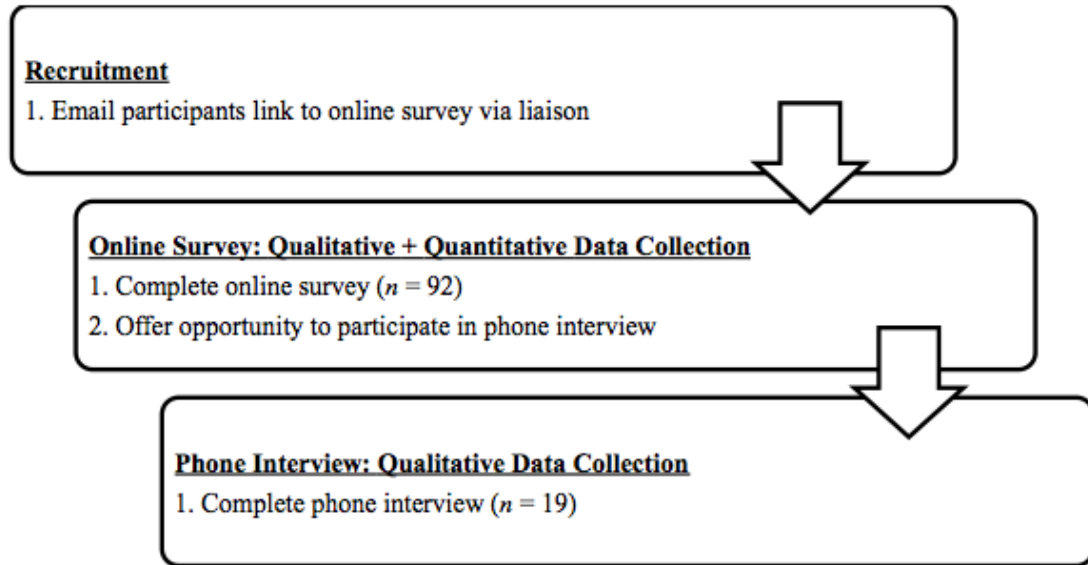 Recruitment
1. Email participants link to online survey via liaison
Online Survey: Qualitative + Quantitative Data Collection
1. Complete online survey (n = 92)
2. Offer opportunity to participate in phone interview
Phone Interview: Qualitative Data Collection
1. Complete phone interview (n = 19)